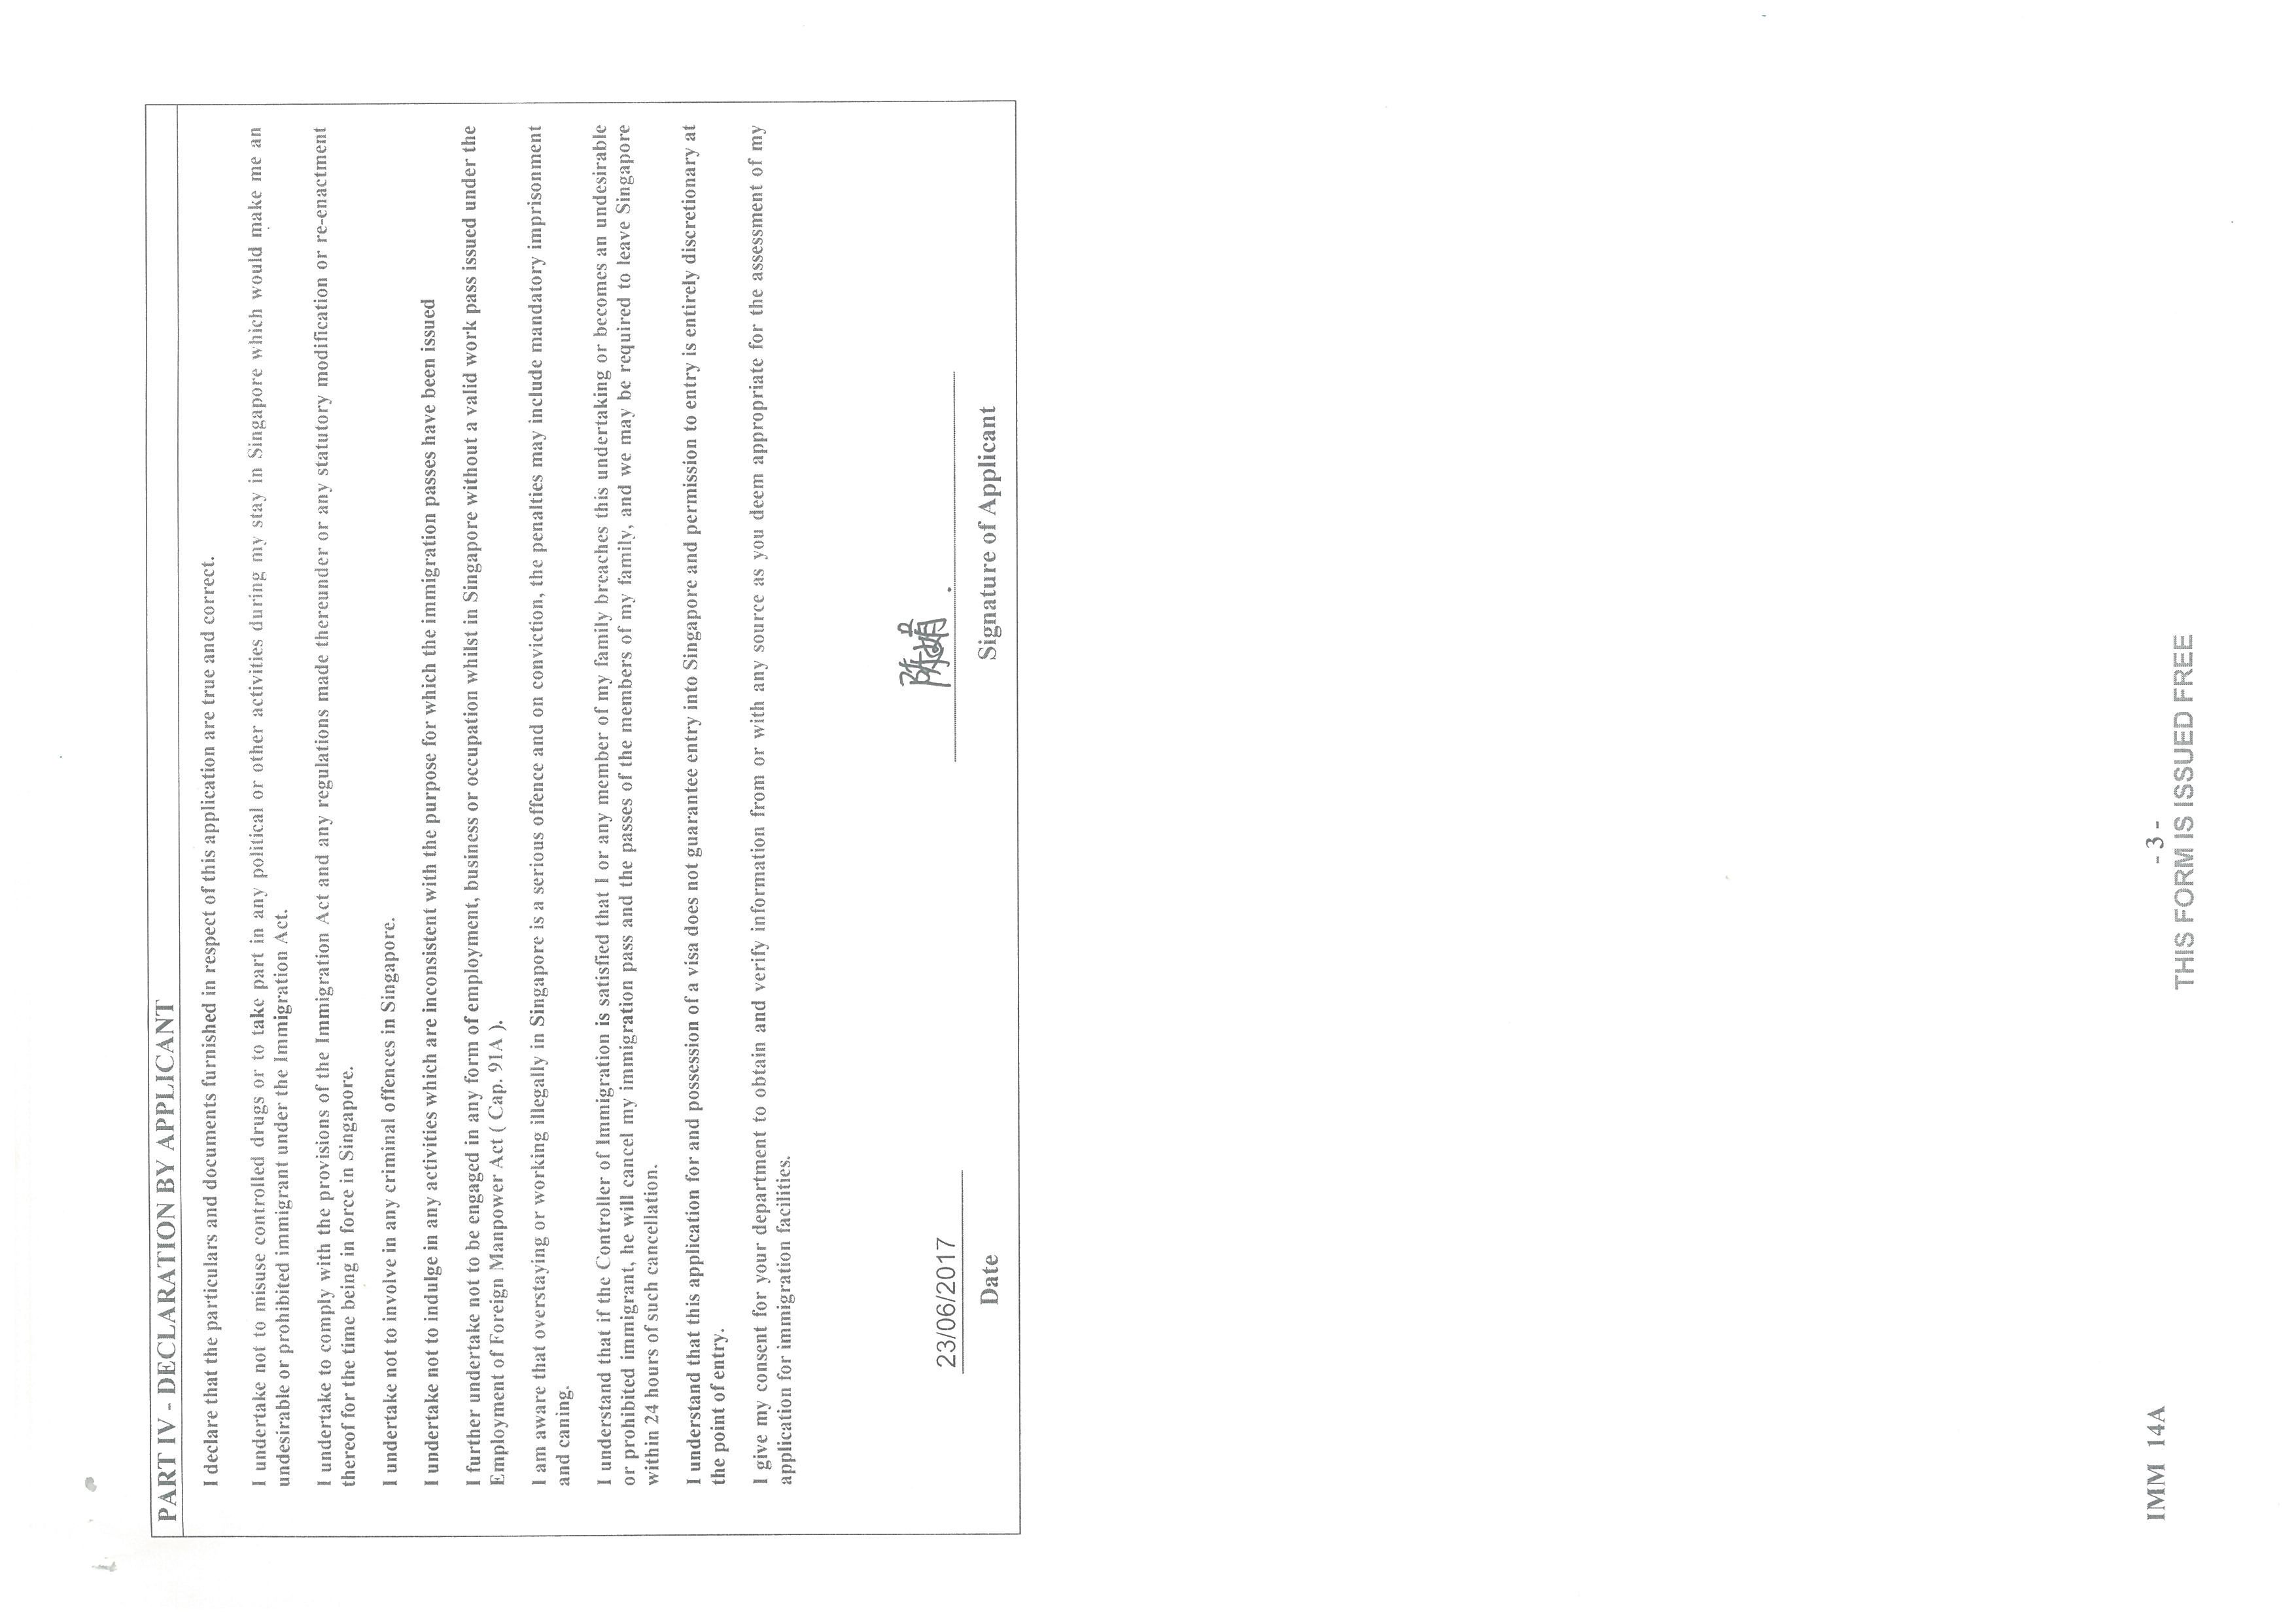 PART IV - DECLARATION BY APPLICANT
I declare that the particulars and documents furnished in respect of this application are true and correct.
I undertake not to misuse controlled drugs or to take part in any political or other activities during my stay in Singapore which would make me an
undesirable or prohibited immigrant under the Immigration Act.
I undertake to comply with the provisions of the Immigration Act and any regulations made thereunder or any statutory modification or re-enactment
thereof for the time being in force in Singapore.
I undertake not to involve in any criminal offences in Singapore.
I undertake not to indulge in any activities which are inconsistent with the purpose for which the immigration passes have been issued
I further undertake not to be engaged in any form of employment, business or occupation whilst in Singapore without a valid work pass issued under the
Employment of Foreign Manpower Act ( Cap. 91A ).
I am aware that overstaying or working illegally in Singapore is a serious offence and on conviction, the penalties may include mandatory imprisonment
and caning.
I understand that if the Controller of Immigration is satisfied that I or any member of my family breaches this undertaking or becomes an undesirable
or prohibited immigrant, he will cancel my immigration pass and the passes of the members of my family, and we may be required to leave Singapore
within 24 hours of such cancellation.
I understand that this application for and possession of a visa does not guarantee entry into Singapore and permission to entry is entirely discretionary at
the point of entry.
I give my consent for your department to obtain and verify information from or with any source as you deem appropriate for the assessment of my
application for immigration facilities.
23/06/2017 陈娟
Date Signature of Applicant
IMM 14A - 3 -
THIS FORM IS ISSUED FREE